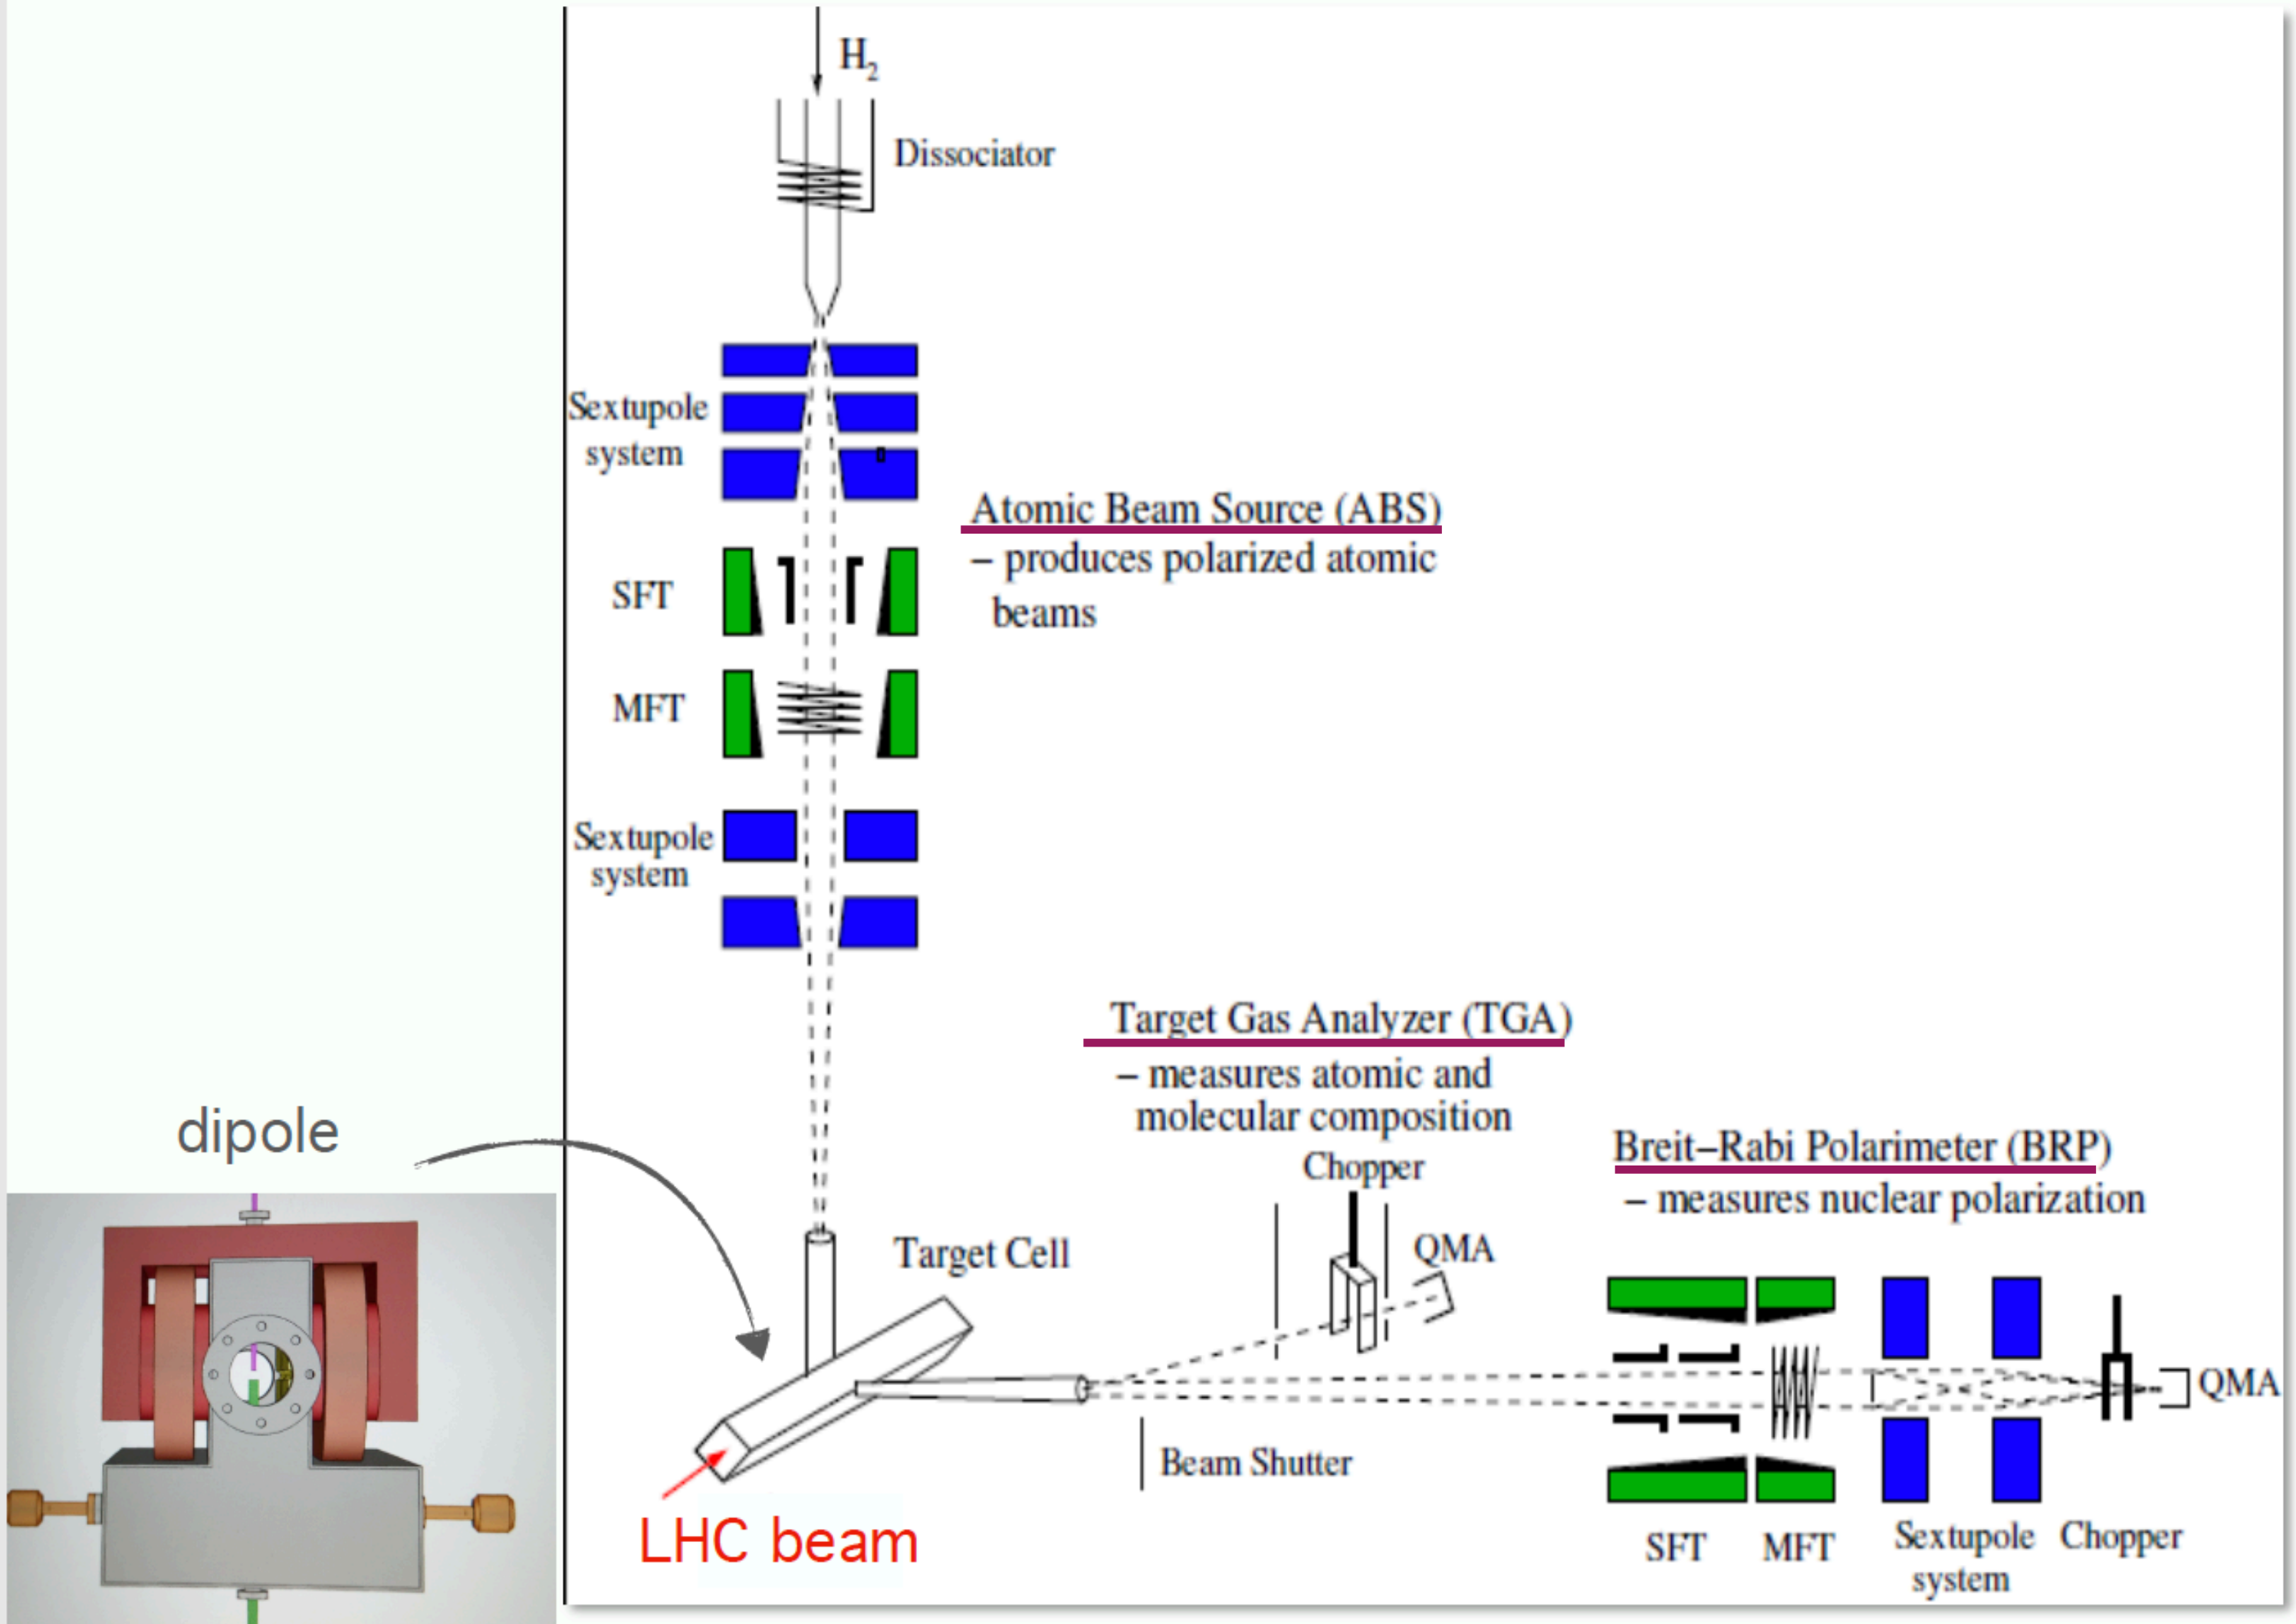 H₂
Dissociator
Sextupole
system
Atomic Beam Source (ABS)
– produces polarized atomic
beams
SFT
MFT
Sextupole
system
Target Gas Analyzer (TGA)
– measures atomic and
molecular composition
Chopper
QMA
dipole
Breit–Rabi Polarimeter (BRP)
– measures nuclear polarization
Target Cell
QMA
Beam Shutter
LHC beam
SFT
MFT
Sextupole
system
Chopper